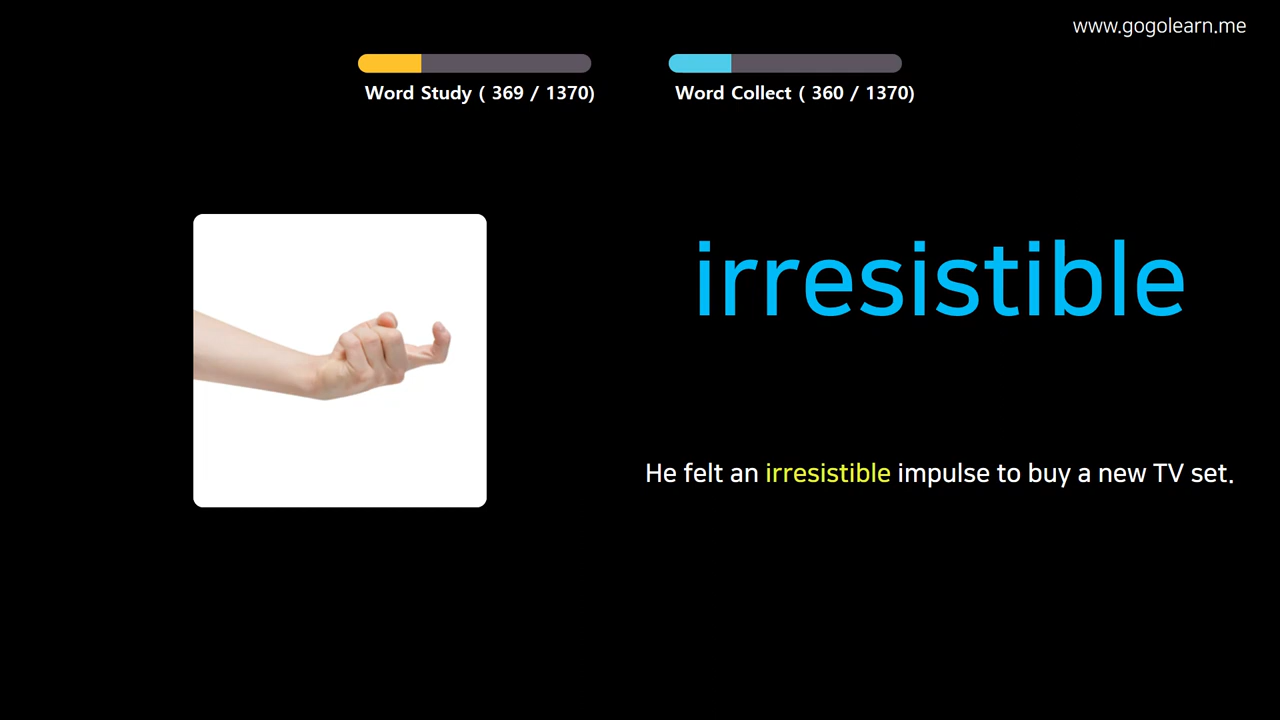 www.gogolearn.me
Word Study ( 369 / 1370)
Word Collect ( 360 / 1370)
irresistible
He felt an irresistible impulse to buy a new TV set.